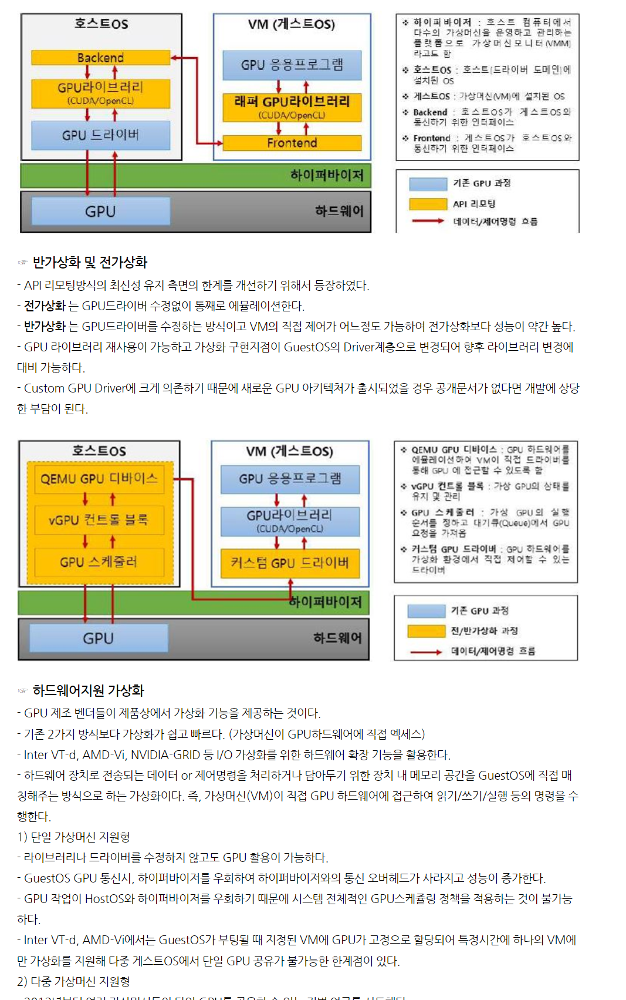 호스트OS
Backend
GPU라이브러리
(CUDA/OpenCL)
GPU 드라이버
VM (게스트OS)
GPU 응용프로그램
래퍼 GPU라이브러리
(CUDA/OpenCL)
Frontend
하이퍼바이저
GPU
하드웨어
❖ 하이퍼바이저 : 호스트 컴퓨터에서
다수의 가상머신을 운영하고 관리하는
플랫폼으로 가상머신모니터(VMM)
라고도 함
❖ 호스트OS : 호스트(드라이버 도메인)에
설치된 OS
❖ 게스트OS : 가상머신(VM)에 설치된 OS
❖ Backend : 호스트OS가 게스트OS와
통신하기 위한 인터페이스
❖ Frontend : 게스트OS가 호스트OS와
통신하기 위한 인터페이스
기존 GPU 과정
API 리모팅
데이터/제어명령 흐름
☞ 반가상화 및 전가상화
- API 리모팅방식의 최신성 유지 측면의 한계를 개선하기 위해서 등장하였다.
- 전가상화 는 GPU드라이버 수정없이 통째로 에뮬레이션한다.
- 반가상화 는 GPU드라이버를 수정하는 방식이고 VM의 직접 제어가 어느정도 가능하여 전가상화보다 성능이 약간 높다.
- GPU 라이브러리 재사용이 가능하고 가상화 구현지점이 GuestOS의 Driver계층으로 변경되어 향후 라이브러리 변경에
대비 가능하다.
- Custom GPU Driver에 크게 의존하기 때문에 새로운 GPU 아키텍처가 출시되었을 경우 공개문서가 없다면 개발에 상당
한 부담이 된다.
호스트OS
QEMU GPU 디바이스
vGPU 컨트롤 블록
GPU 스케줄러
VM (게스트OS)
GPU 응용프로그램
GPU라이브러리
(CUDA/OpenCL)
커스텀 GPU 드라이버
하이퍼바이저
GPU
하드웨어
❖ QEMU GPU 디바이스 : GPU 하드웨어를
에뮬레이션하여 VM이 직접 드라이버를
통해 GPU 에 접근할 수 있도록 함
❖ vGPU 컨트롤 블록 : 가상 GPU의 상태를
유지 및 관리
❖ GPU 스케줄러 : 가상 GPU의 실행
순서를 정하고 대기큐(Queue)에서 GPU
요청을 가져옴
❖ 커스텀 GPU 드라이버 : GPU 하드웨어를
가상화 환경에서 직접 제어할 수 있는
드라이버
기존 GPU 과정
전/반가상화 과정
데이터/제어명령 흐름
☞ 하드웨어지원 가상화
- GPU 제조 벤더들이 제품상에서 가상화 기능을 제공하는 것이다.
- 기존 2가지 방식보다 가상화가 쉽고 빠르다. (가상머신이 GPU하드웨어에 직접 엑세스)
- Inter VT-d, AMD-Vi, NVIDIA-GRID 등 I/O 가상화를 위한 하드웨어 확장 기능을 활용한다.
- 하드웨어 장치로 전송되는 데이터 or 제어명령을 처리하거나 담아두기 위한 장치 내 메모리 공간을 GuestOS에 직접 매
칭해주는 방식으로 하는 가상화이다. 즉, 가상머신(VM)이 직접 GPU 하드웨어에 접근하여 읽기/쓰기/실행 등의 명령을 수
행한다.
1) 단일 가상머신 지원형
- 라이브러리나 드라이버를 수정하지 않고도 GPU 활용이 가능하다.
- GuestOS GPU 통신시, 하이퍼바이저를 우회하여 하이퍼바이저와의 통신 오버헤드가 사라지고 성능이 증가한다.
- GPU 작업이 HostOS와 하이퍼바이저를 우회하기 때문에 시스템 전체적인 GPU스케쥴링 정책을 적용하는 것이 불가능
하다.
- Inter VT-d, AMD-Vi에서는 GuestOS가 부팅될 때 지정된 VM에 GPU가 고정으로 할당되어 특정시간에 하나의 VM에
만 가상화를 지원해 다중 게스트OS에서 단일 GPU 공유가 불가능한 한계점이 있다.
2) 다중 가상머신 지원형